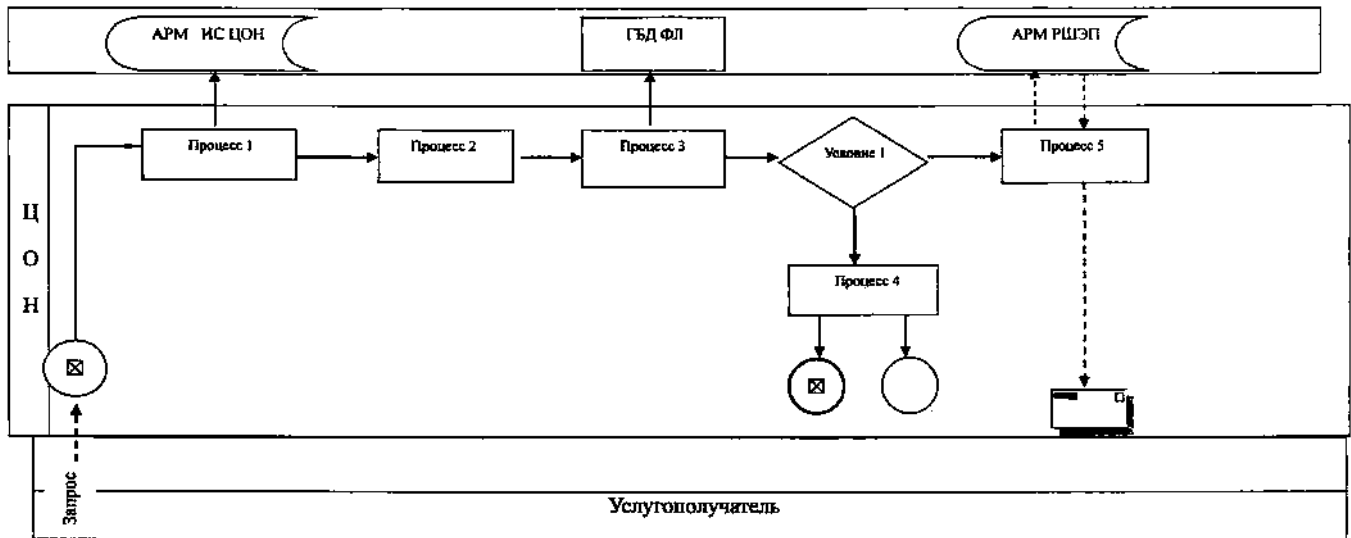 АРМ ИС ЦОН
ГБД ФЛ
АРМ РШЭП
Процесс 1
Процесс 2
Процесс 3
Условие 1
Процесс 5
Ц
О
Н
Процесс 4
Запрос
Услугополучатель